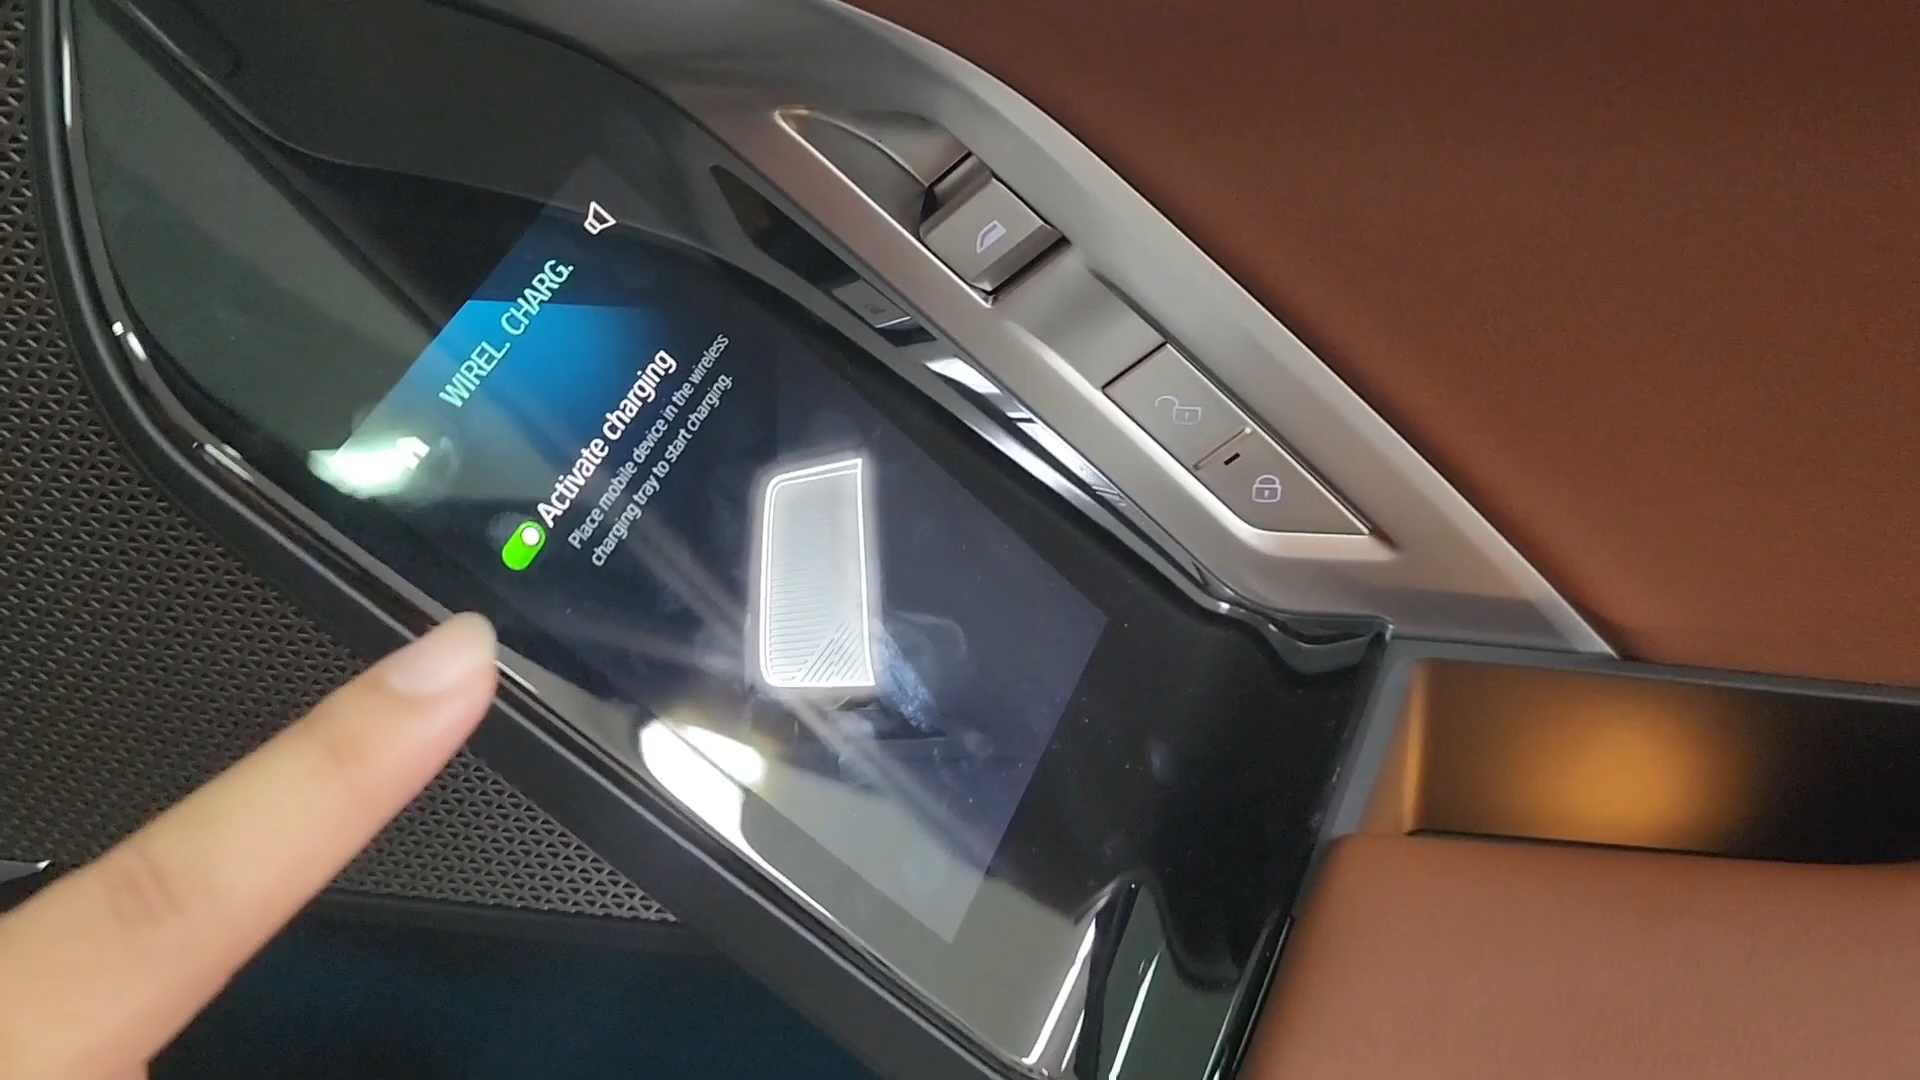 WIREL. CHARG.
Activate charging
Place mobile device in the wireless
charging tray to start charging.